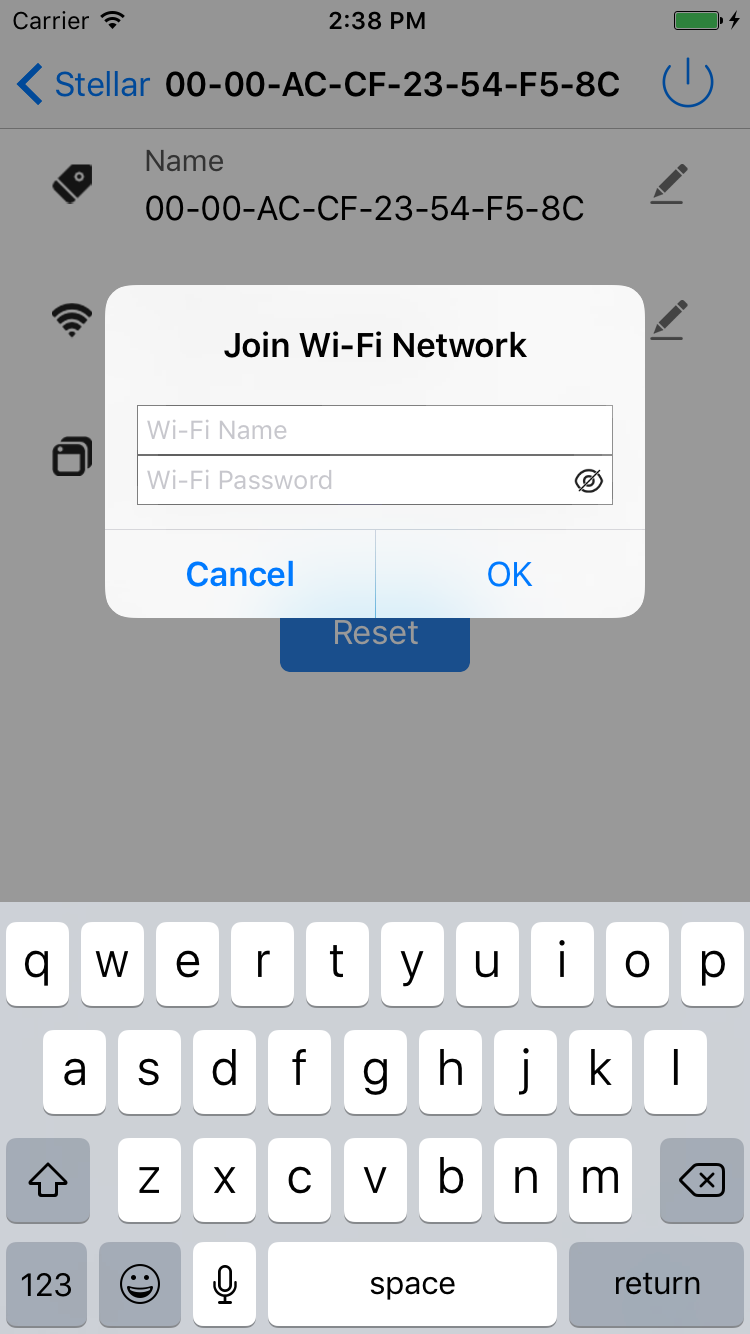 Carrier 2:38 PM
Stellar 00-00-AC-CF-23-54-F5-8C
Name
00-00-AC-CF-23-54-F5-8C
Join Wi-Fi Network
Wi-Fi Name
Wi-Fi Password
Cancel OK
Reset
q w e r t y u i o p
a s d f g h j k l
z x c v b n m
123 space return